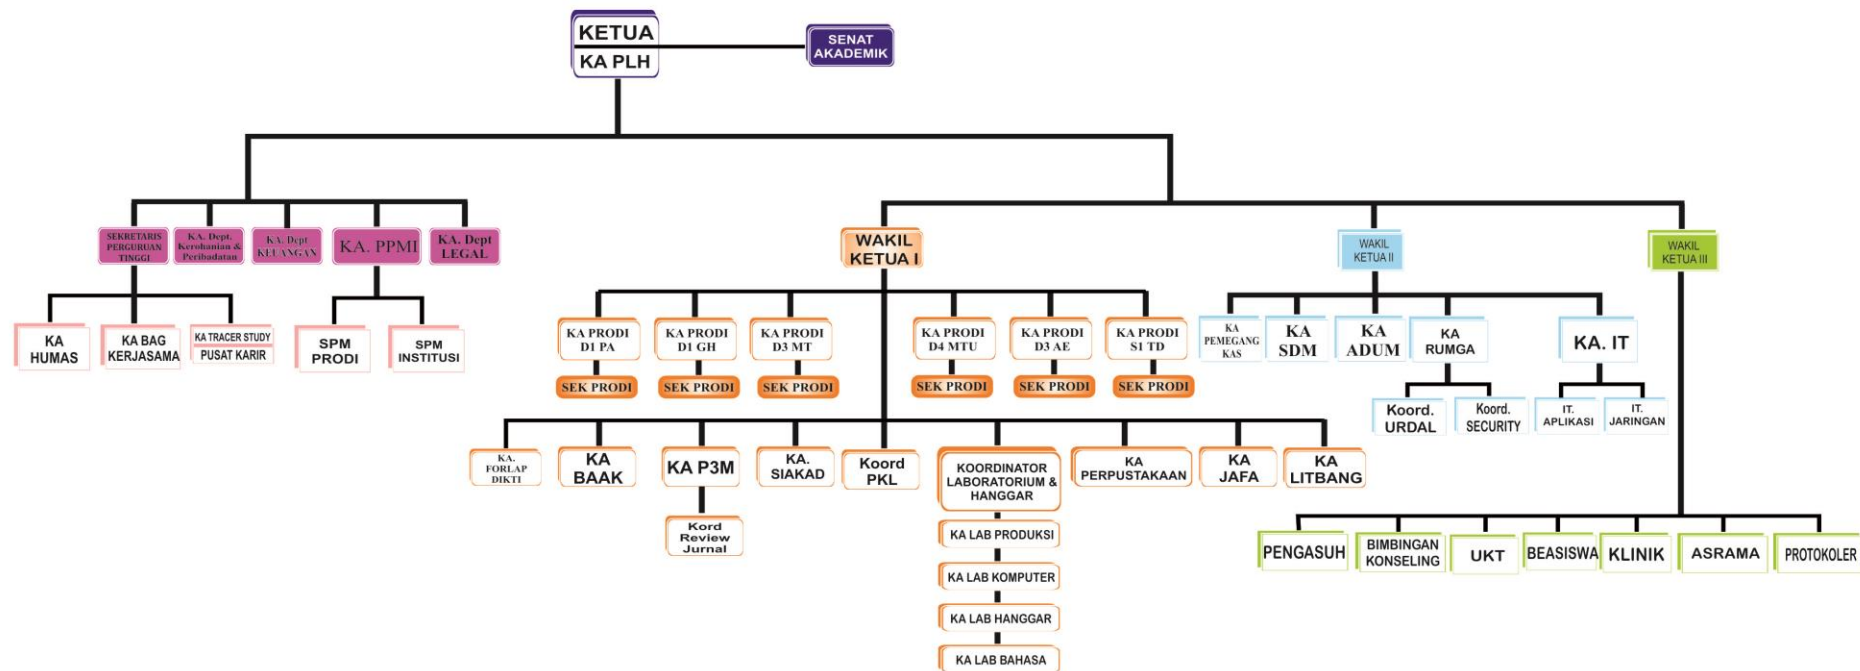 KETUA
KA PLH
SENAT
AKADEMIK
SEKRETARIS
PERGURUAN
TINGGI
KA. Dept.
Kerohanian &
Peribadatan
KA. Dept
KEUANGAN
KA. PPMI
KA. Dept
LEGAL
WAKIL
KETUA I
WAKIL
KETUA II
WAKIL
KETUA III
KA
HUMAS
KA BAG
KERJASAMA
KA TRACER STUDY
PUSAT KARIR
SPM
PRODI
SPM
INSTITUSI
KA PRODI
D1 PA
KA PRODI
D1 GH
KA PRODI
D3 MT
KA PRODI
D4 MTU
KA PRODI
D3 AE
KA PRODI
S1 TD
SEK PRODI
SEK PRODI
SEK PRODI
SEK PRODI
SEK PRODI
SEK PRODI
KA
PEMEGANG
KAS
KA
SDM
KA
ADUM
KA
RUMGA
KA. IT
Koord.
URDAL
Koord.
SECURITY
IT.
APLIKASI
IT.
JARINGAN
KA.
FORLAP
DIKTI
KA
BAAK
KA P3M
KA.
SIAKAD
Koord
PKL
KOORDINATOR
LABORATORIUM &
HANGGAR
KA
PERPUSTAKAAN
KA
JAFA
KA
LITBANG
Kord
Review
Jurnal
KA LAB PRODUKSI
KA LAB KOMPUTER
KA LAB HANGGAR
KA LAB BAHASA
PENGASUH
BIMBINGAN
KONSELING
UKT
BEASISWA
KLINIK
ASRAMA
PROTOKOLER